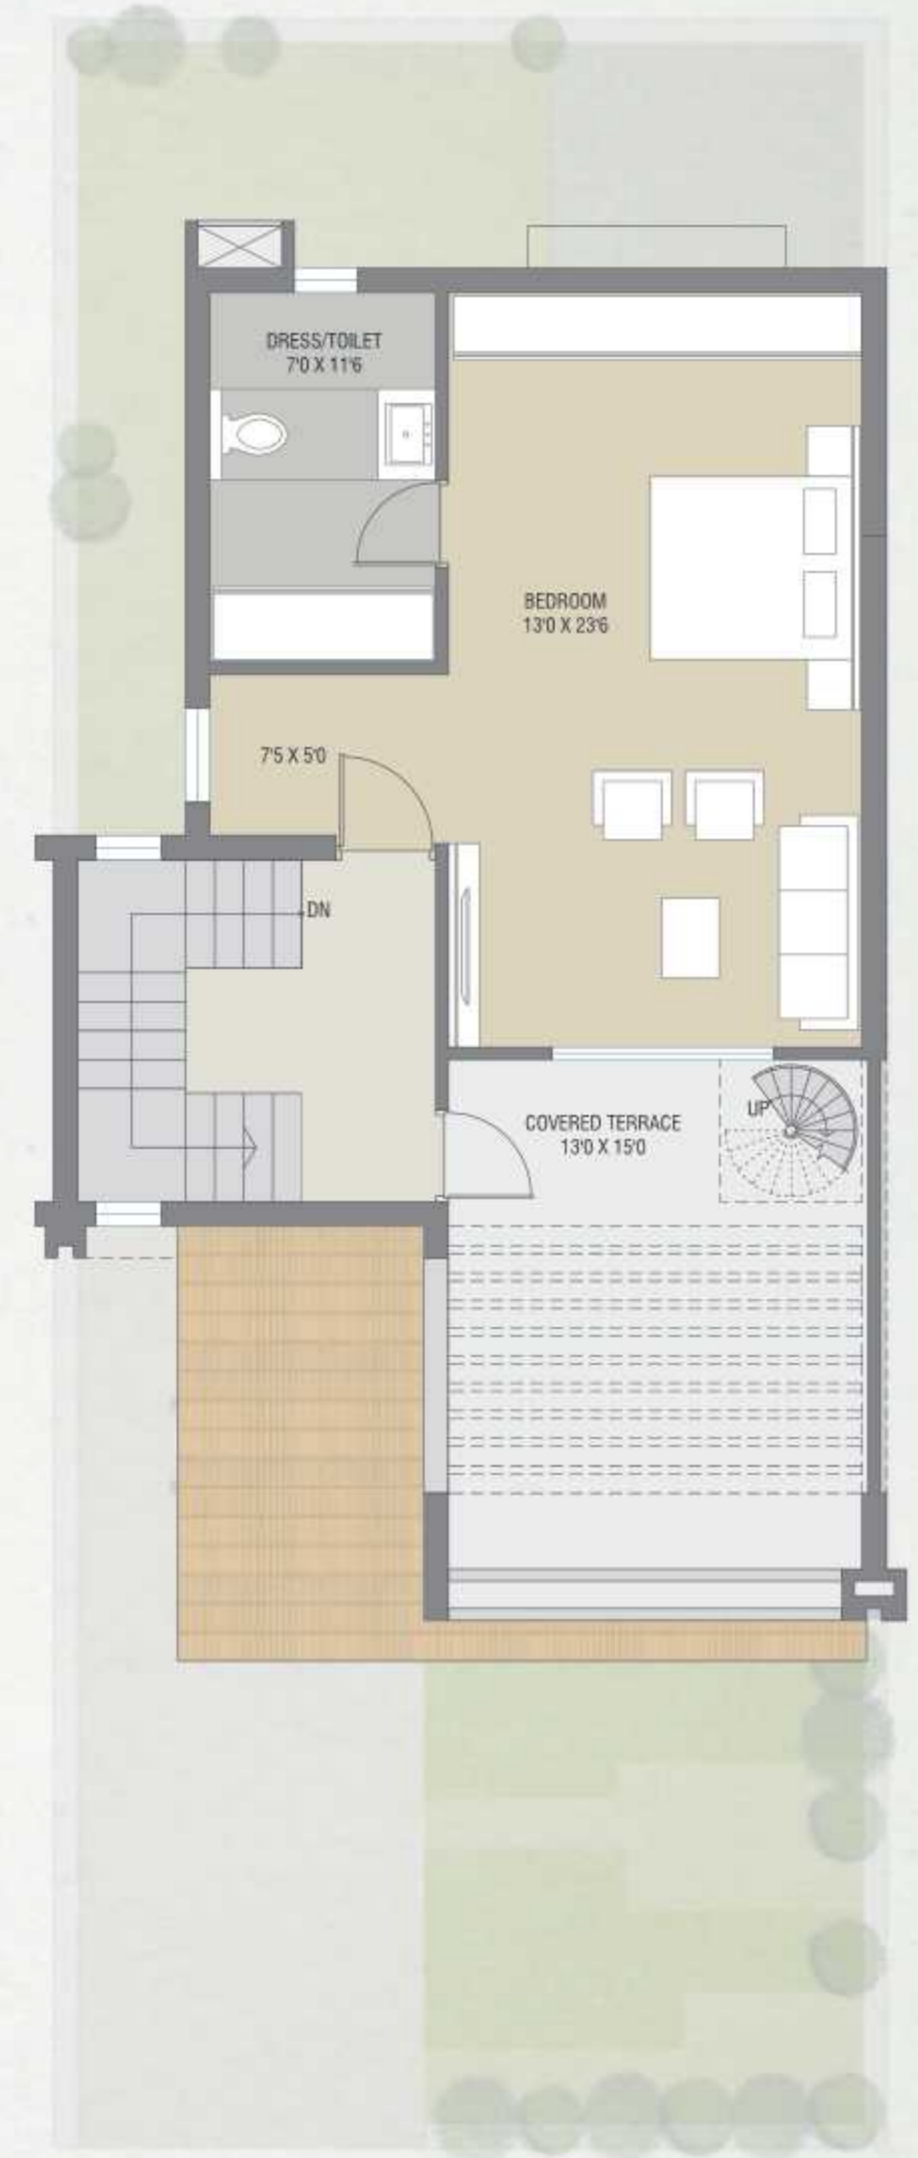 DRESS/TOILET
7'0 X 11'6
BEDROOM
13'0 X 23'6
7'5 X 5'0
DN
COVERED TERRACE
13'0 X 15'0
UP